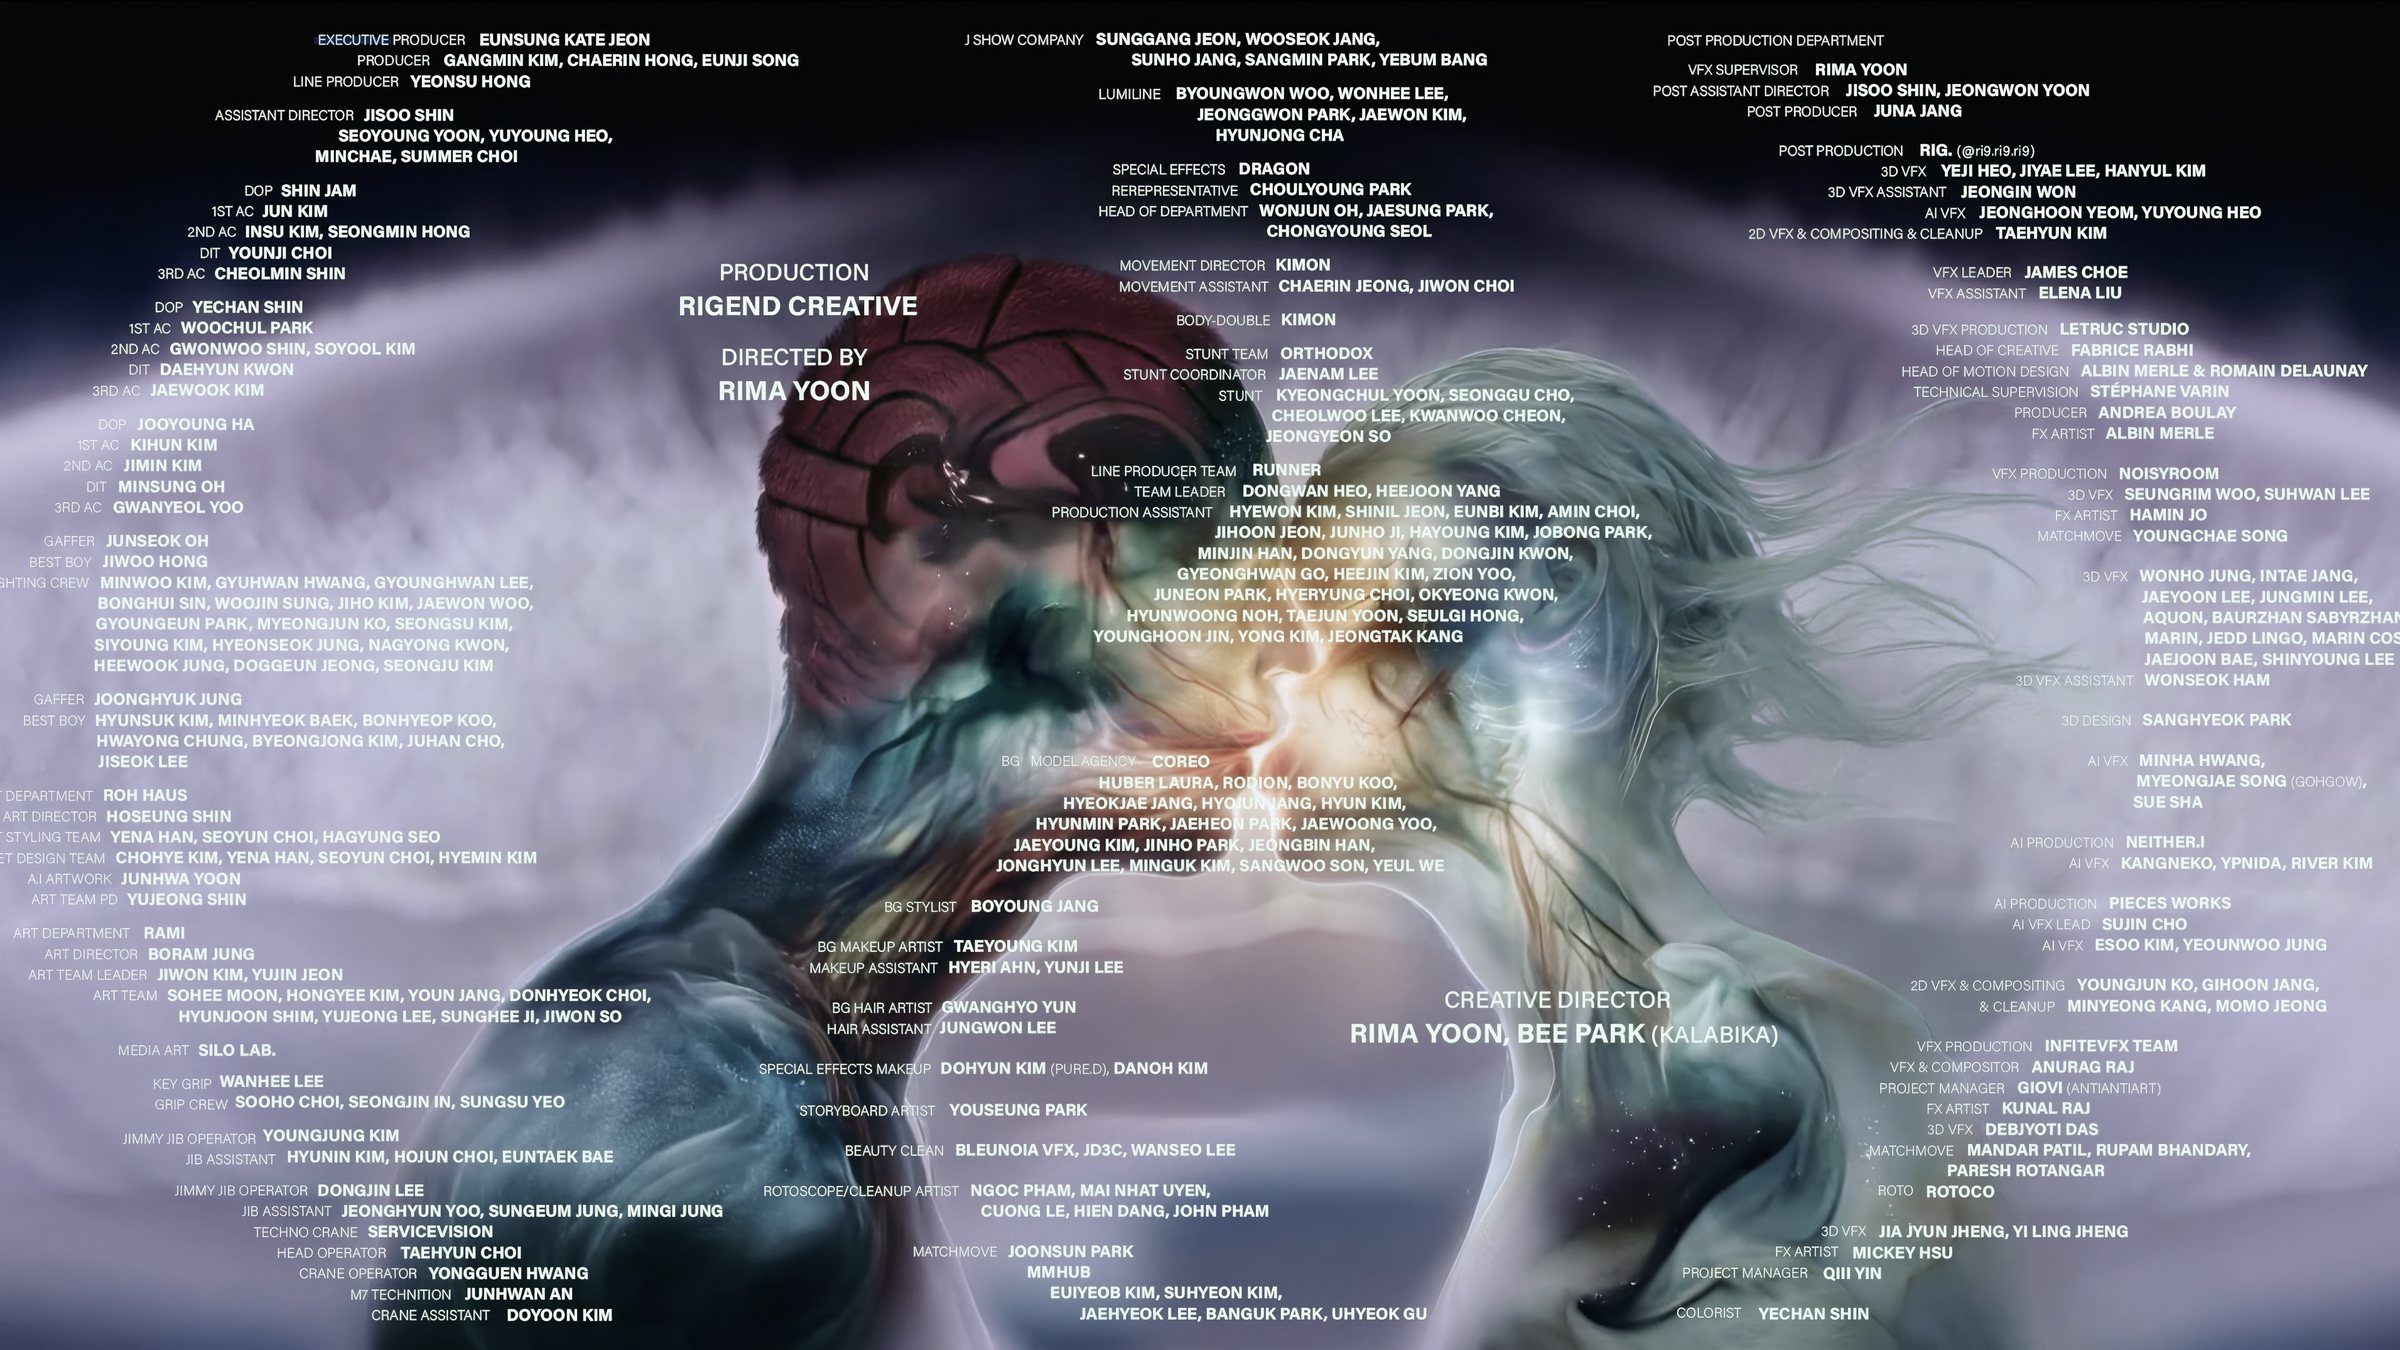 EXECUTIVE PRODUCER EUNSUNG KATE JEON
PRODUCER GANGMIN KIM, CHAERIN HONG, EUNJI SONG
LINE PRODUCER YEONSU HONG
ASSISTANT DIRECTOR JISOO SHIN
SEOYOUNG YOON, YUYOUNG HEO,
MINCHAE, SUMMER CHOI
DOP SHIN JAM
1ST AC JUN KIM
2ND AC INSU KIM, SEONGMIN HONG
DIT YOUNJI CHOI
3RD AC CHEOLMIN SHIN
DOP YECHAN SHIN
1ST AC WOOCHUL PARK
2ND AC GWONWOO SHIN, SOYOOL KIM
DIT DAEHYUN KWON
3RD AC JAEWOOK KIM
DOP JOOYOUNG HA
1ST AC KIHUN KIM
2ND AC JIMIN KIM
DIT MINSUNG OH
3RD AC GWANYEOL YOO
GAFFER JUNSEOK OH
BEST BOY JIWOO HONG
GHTING CREW MINWOO KIM, GYUHWAN HWANG, GYOUNGHWAN LEE,
BONGHUI SIN, WOOJIN SUNG, JIHO KIM, JAEWON WOO,
GYOUNGEUN PARK, MYEONGJUN KO, SEONGSU KIM,
SIYOUNG KIM, HYEONSEOK JUNG, NAGYONG KWON,
HEEWOOK JUNG, DOGGEUN JEONG, SEONGJU KIM
GAFFER JOONGHYUK JUNG
BEST BOY HYUNSUK KIM, MINHYEOK BAEK, BONHYEOP KOO,
HWAYONG CHUNG, BYEONGJONG KIM, JUHAN CHO,
JISEOK LEE
T DEPARTMENT ROH HAUS
ART DIRECTOR HOSEUNG SHIN
T STYLING TEAM YENA HAN, SEOYUN CHOI, HAGYUNG SEO
ET DESIGN TEAM CHOHYE KIM, YENA HAN, SEOYUN CHOI, HYEMIN KIM
A.I ARTWORK JUNHWA YOON
ART TEAM PD YUJEONG SHIN
ART DEPARTMENT RAMI
ART DIRECTOR BORAM JUNG
ART TEAM LEADER JIWON KIM, YUJIN JEON
ART TEAM SOHEE MOON, HONGYEE KIM, YOUN JANG, DONHYEOK CHOI,
HYUNJOON SHIM, YUJEONG LEE, SUNGHEE JI, JIWON SO
MEDIA ART SILO LAB.
KEY GRIP WANHEE LEE
GRIP CREW SOOHO CHOI, SEONGJIN IN, SUNGSU YEO
JIMMY JIB OPERATOR YOUNGJUNG KIM
JIB ASSISTANT HYUNIN KIM, HOJUN CHOI, EUNTAEK BAE
JIMMY JIB OPERATOR DONGJIN LEE
JIB ASSISTANT JEONGHYUN YOO, SUNGEUM JUNG, MINGI JUNG
TECHNO CRANE SERVICEVISION
HEAD OPERATOR TAEHYUN CHOI
CRANE OPERATOR YONGGUEN HWANG
M7 TECHNITION JUNHWAN AN
CRANE ASSISTANT DOYOON KIM
PRODUCTION
RIGEND CREATIVE
DIRECTED BY
RIMA YOON
J SHOW COMPANY SUNGGANG JEON, WOOSEOK JANG,
SUNHO JANG, SANGMIN PARK, YEBUM BANG
LUMILINE BYOUNGWON WOO, WONHEE LEE,
JEONGGWON PARK, JAEWON KIM,
HYUNJONG CHA
SPECIAL EFFECTS DRAGON
REREPRESENTATIVE CHOULYOUNG PARK
HEAD OF DEPARTMENT WONJUN OH, JAESUNG PARK,
CHONGYOUNG SEOL
MOVEMENT DIRECTOR KIMON
MOVEMENT ASSISTANT CHAERIN JEONG, JIWON CHOI
BODY-DOUBLE KIMON
STUNT TEAM ORTHODOX
STUNT COORDINATOR JAENAM LEE
STUNT KYEONGCHUL YOON, SEONGGU CHO,
CHEOLWOO LEE, KWANWOO CHEON,
JEONGYEON SO
LINE PRODUCER TEAM RUNNER
TEAM LEADER DONGWAN HEO, HEEJOON YANG
PRODUCTION ASSISTANT HYEWON KIM, SHINIL JEON, EUNBI KIM, AMIN CHOI,
JIHOON JEON, JUNHO JI, HAYOUNG KIM, JOBONG PARK,
MINJIN HAN, DONGYUN YANG, DONGJIN KWON,
GYEONGHWAN GO, HEEJIN KIM, ZION YOO,
JUNEON PARK, HYERYUNG CHOI, OKYEONG KWON,
HYUNWOONG NOH, TAEJUN YOON, SEULGI HONG,
YOUNGHOON JIN, YONG KIM, JEONGTAK KANG
BG MODEL AGENCY COREO
HUBER LAURA, RODION, BONYU KOO,
HYEOKJAE JANG, HYOJUN JANG, HYUN KIM,
HYUNMIN PARK, JAEHEON PARK, JAEWOONG YOO,
JAEYOUNG KIM, JINHO PARK, JEONGBIN HAN,
JONGHYUN LEE, MINGUK KIM, SANGWOO SON, YEUL WE
BG STYLIST BOYOUNG JANG
BG MAKEUP ARTIST TAEYOUNG KIM
MAKEUP ASSISTANT HYERI AHN, YUNJI LEE
BG HAIR ARTIST GWANGHYO YUN
HAIR ASSISTANT JUNGWON LEE
SPECIAL EFFECTS MAKEUP DOHYUN KIM (PURE.D), DANOH KIM
STORYBOARD ARTIST YOUSEUNG PARK
BEAUTY CLEAN BLEUNOIA VFX, JD3C, WANSEO LEE
ROTOSCOPE/CLEANUP ARTIST NGOC PHAM, MAI NHAT UYEN,
CUONG LE, HIEN DANG, JOHN PHAM
MATCHMOVE JOONSUN PARK
MMHUB
EUIYEOB KIM, SUHYEON KIM,
JAEHYEOK LEE, BANGUK PARK, UHYEOK GU
CREATIVE DIRECTOR
RIMA YOON, BEE PARK (KALABIKA)
POST PRODUCTION DEPARTMENT
VFX SUPERVISOR RIMA YOON
POST ASSISTANT DIRECTOR JISOO SHIN, JEONGWON YOON
POST PRODUCER JUNA JANG
POST PRODUCTION RIG. (@ri9.ri9.ri9)
3D VFX YEJI HEO, JIYAE LEE, HANYUL KIM
3D VFX ASSISTANT JEONGIN WON
AI VFX JEONGHOON YEOM, YUYOUNG HEO
2D VFX & COMPOSITING & CLEANUP TAEHYUN KIM
VFX LEADER JAMES CHOE
VFX ASSISTANT ELENA LIU
3D VFX PRODUCTION LETRUC STUDIO
HEAD OF CREATIVE FABRICE RABHI
HEAD OF MOTION DESIGN ALBIN MERLE & ROMAIN DELAUNAY
TECHNICAL SUPERVISION STÉPHANE VARIN
PRODUCER ANDREA BOULAY
FX ARTIST ALBIN MERLE
VFX PRODUCTION NOISYROOM
3D VFX SEUNGRIM WOO, SUHWAN LEE
FX ARTIST HAMIN JO
MATCHMOVE YOUNGCHAE SONG
3D VFX WONHO JUNG, INTAE JANG,
JAEYOON LEE, JUNGMIN LEE,
AQUON, BAURZHAN SABYRZHAN
MARIN, JEDD LINGO, MARIN COS
JAEJOON BAE, SHINYOUNG LEE
3D VFX ASSISTANT WONSEOK HAM
3D DESIGN SANGHYEOK PARK
AI VFX MINHA HWANG,
MYEONGJAE SONG (GOHGOW),
SUE SHA
AI PRODUCTION NEITHER.I
AI VFX KANGNEKO, YPNIDA, RIVER KIM
AI PRODUCTION PIECES WORKS
AI VFX LEAD SUJIN CHO
AI VFX ESOO KIM, YEOUNWOO JUNG
2D VFX & COMPOSITING YOUNGJUN KO, GIHOON JANG,
& CLEANUP MINYEONG KANG, MOMO JEONG
VFX PRODUCTION INFITEVFX TEAM
VFX & COMPOSITOR ANURAG RAJ
PROJECT MANAGER GIOVI (ANTIANTIART)
FX ARTIST KUNAL RAJ
3D VFX DEBJYOTI DAS
MATCHMOVE MANDAR PATIL, RUPAM BHANDARY,
PARESH ROTANGAR
ROTO ROTOCO
3D VFX JIA JYUN JHENG, YI LING JHENG
FX ARTIST MICKEY HSU
PROJECT MANAGER QIII YIN
COLORIST YECHAN SHIN